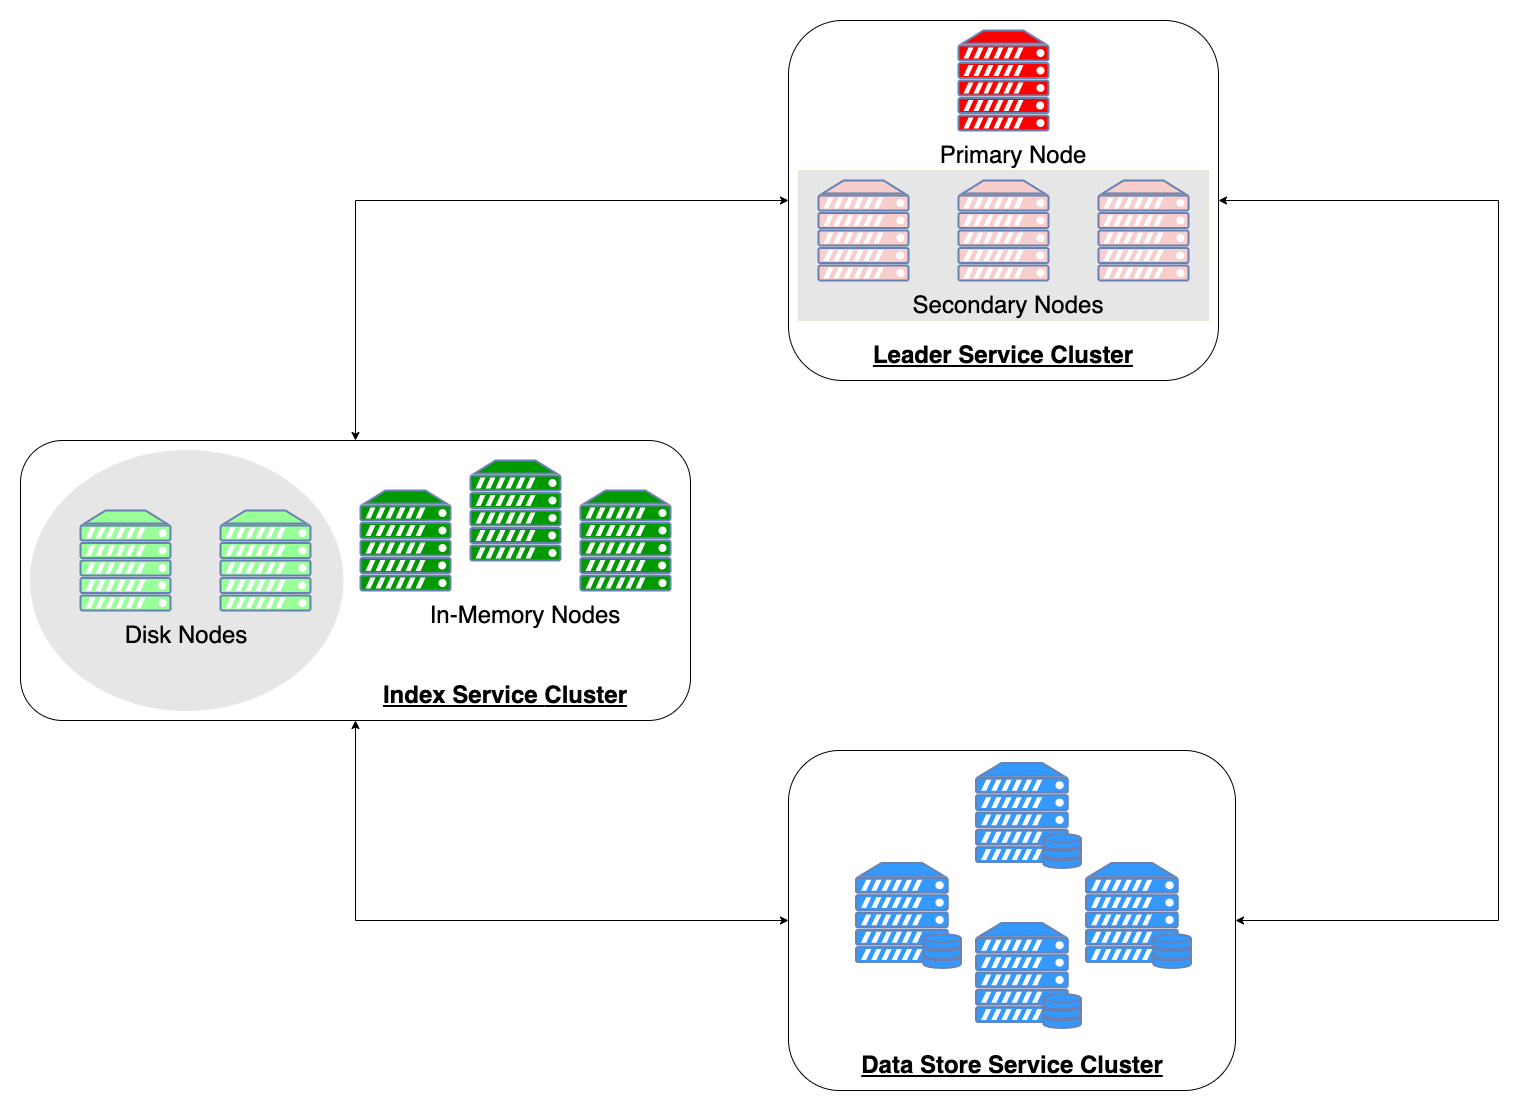 Primary Node
Secondary Nodes
Leader Service Cluster
Disk Nodes
In-Memory Nodes
Index Service Cluster
Data Store Service Cluster